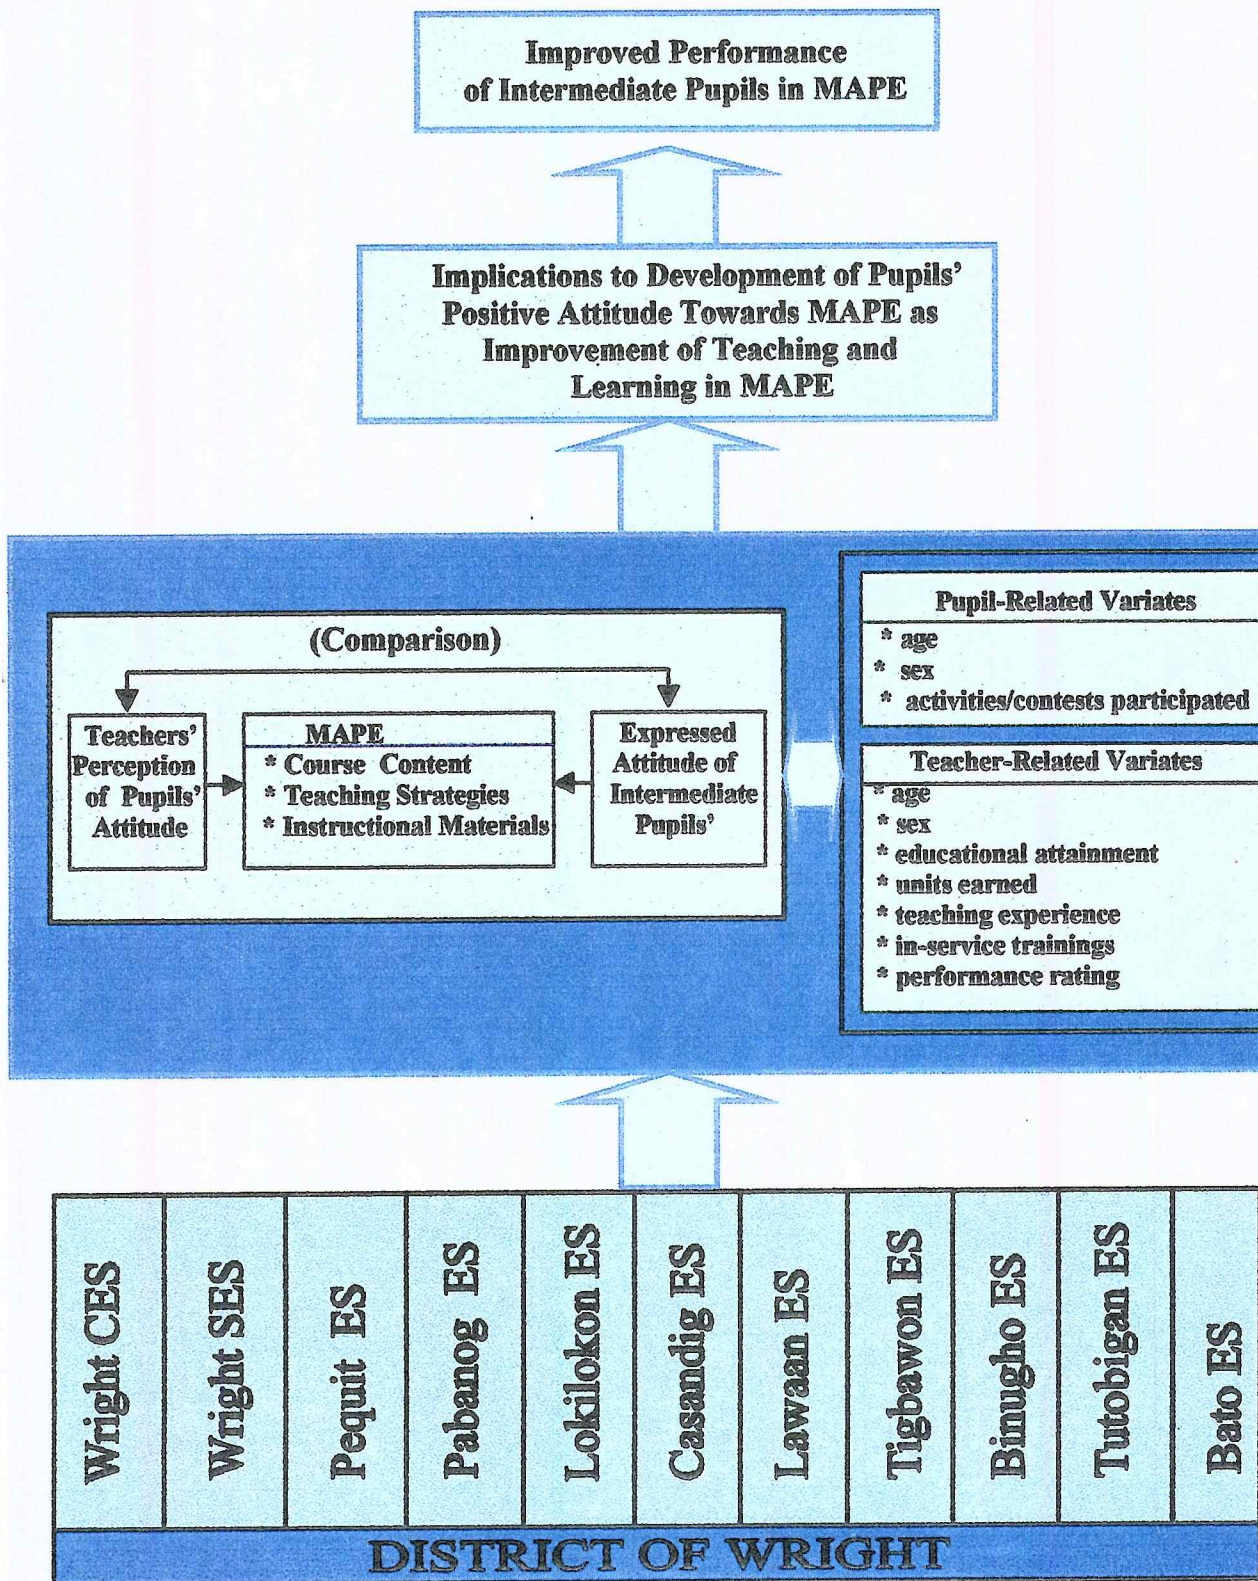 Improved Performance
of Intermediate Pupils in MAPE
Implications to Development of Pupils'
Positive Attitude Towards MAPE as
Improvement of Teaching and
Learning in MAPE
(Comparison)
Teachers'
Perception
of Pupils'
Attitude
MAPE
* Course Content
* Teaching Strategies
* Instructional Materials
Expressed
Attitude of
Intermediate
Pupils'
Pupil-Related Variates
* age
* sex
* activities/contests participated
Teacher-Related Variates
* age
* sex
* educational attainment
* units earned
* teaching experience
* in-service trainings
* performance rating
Wright CES
Wright SES
Pequit ES
Pabanog ES
Lokilokon ES
Casandig ES
Lawaan ES
Tigbawon ES
Binugho ES
Tutobigan ES
Bato ES
DISTRICT OF WRIGHT